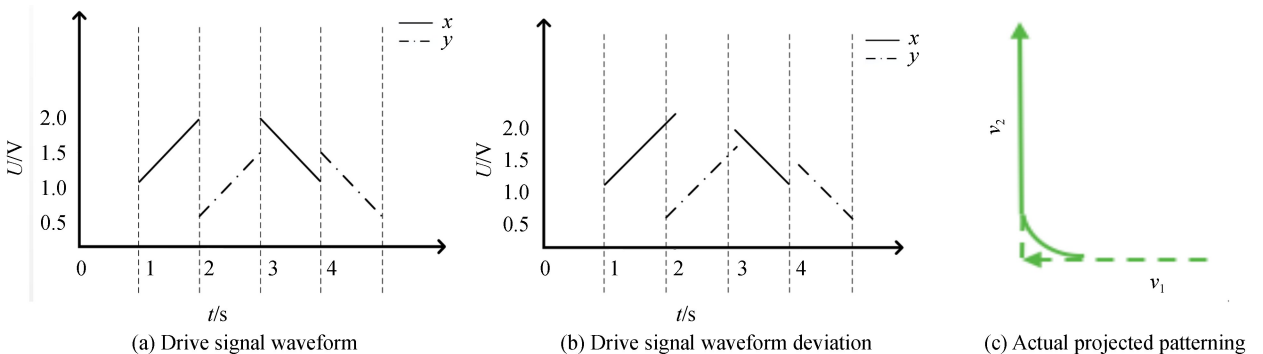 x
y
2.0
1.5
1.0
0.5
U/V
0 1 2 3 4
t/s
(a) Drive signal waveform
x
y
2.0
1.5
1.0
0.5
U/V
0 1 2 3 4
t/s
(b) Drive signal waveform deviation
v2
v1
(c) Actual projected patterning